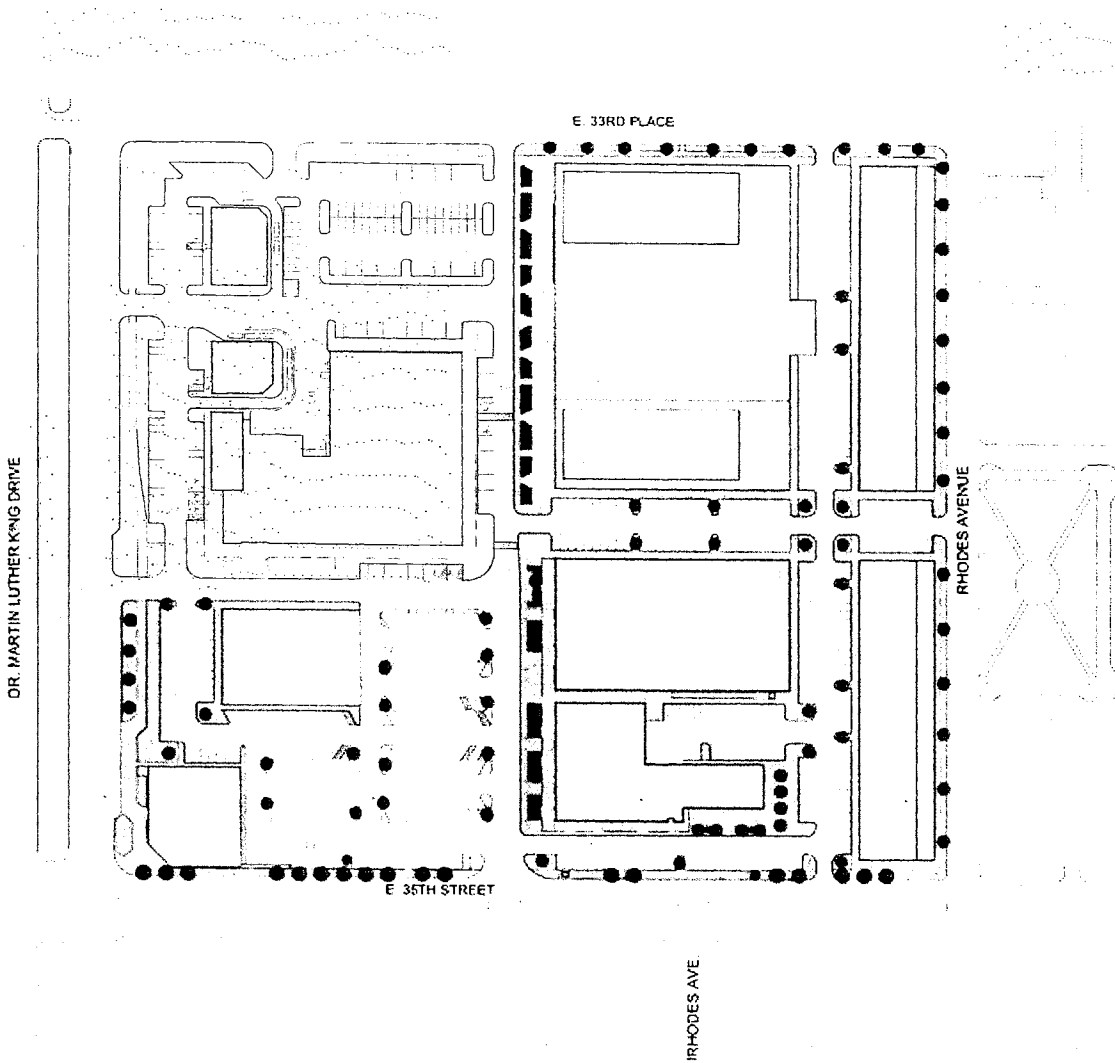 E. 33RD PLACE
DR. MARTIN LUTHER KING DRIVE
RHODES AVENUE
E 35TH STREET
RHODES AVE.